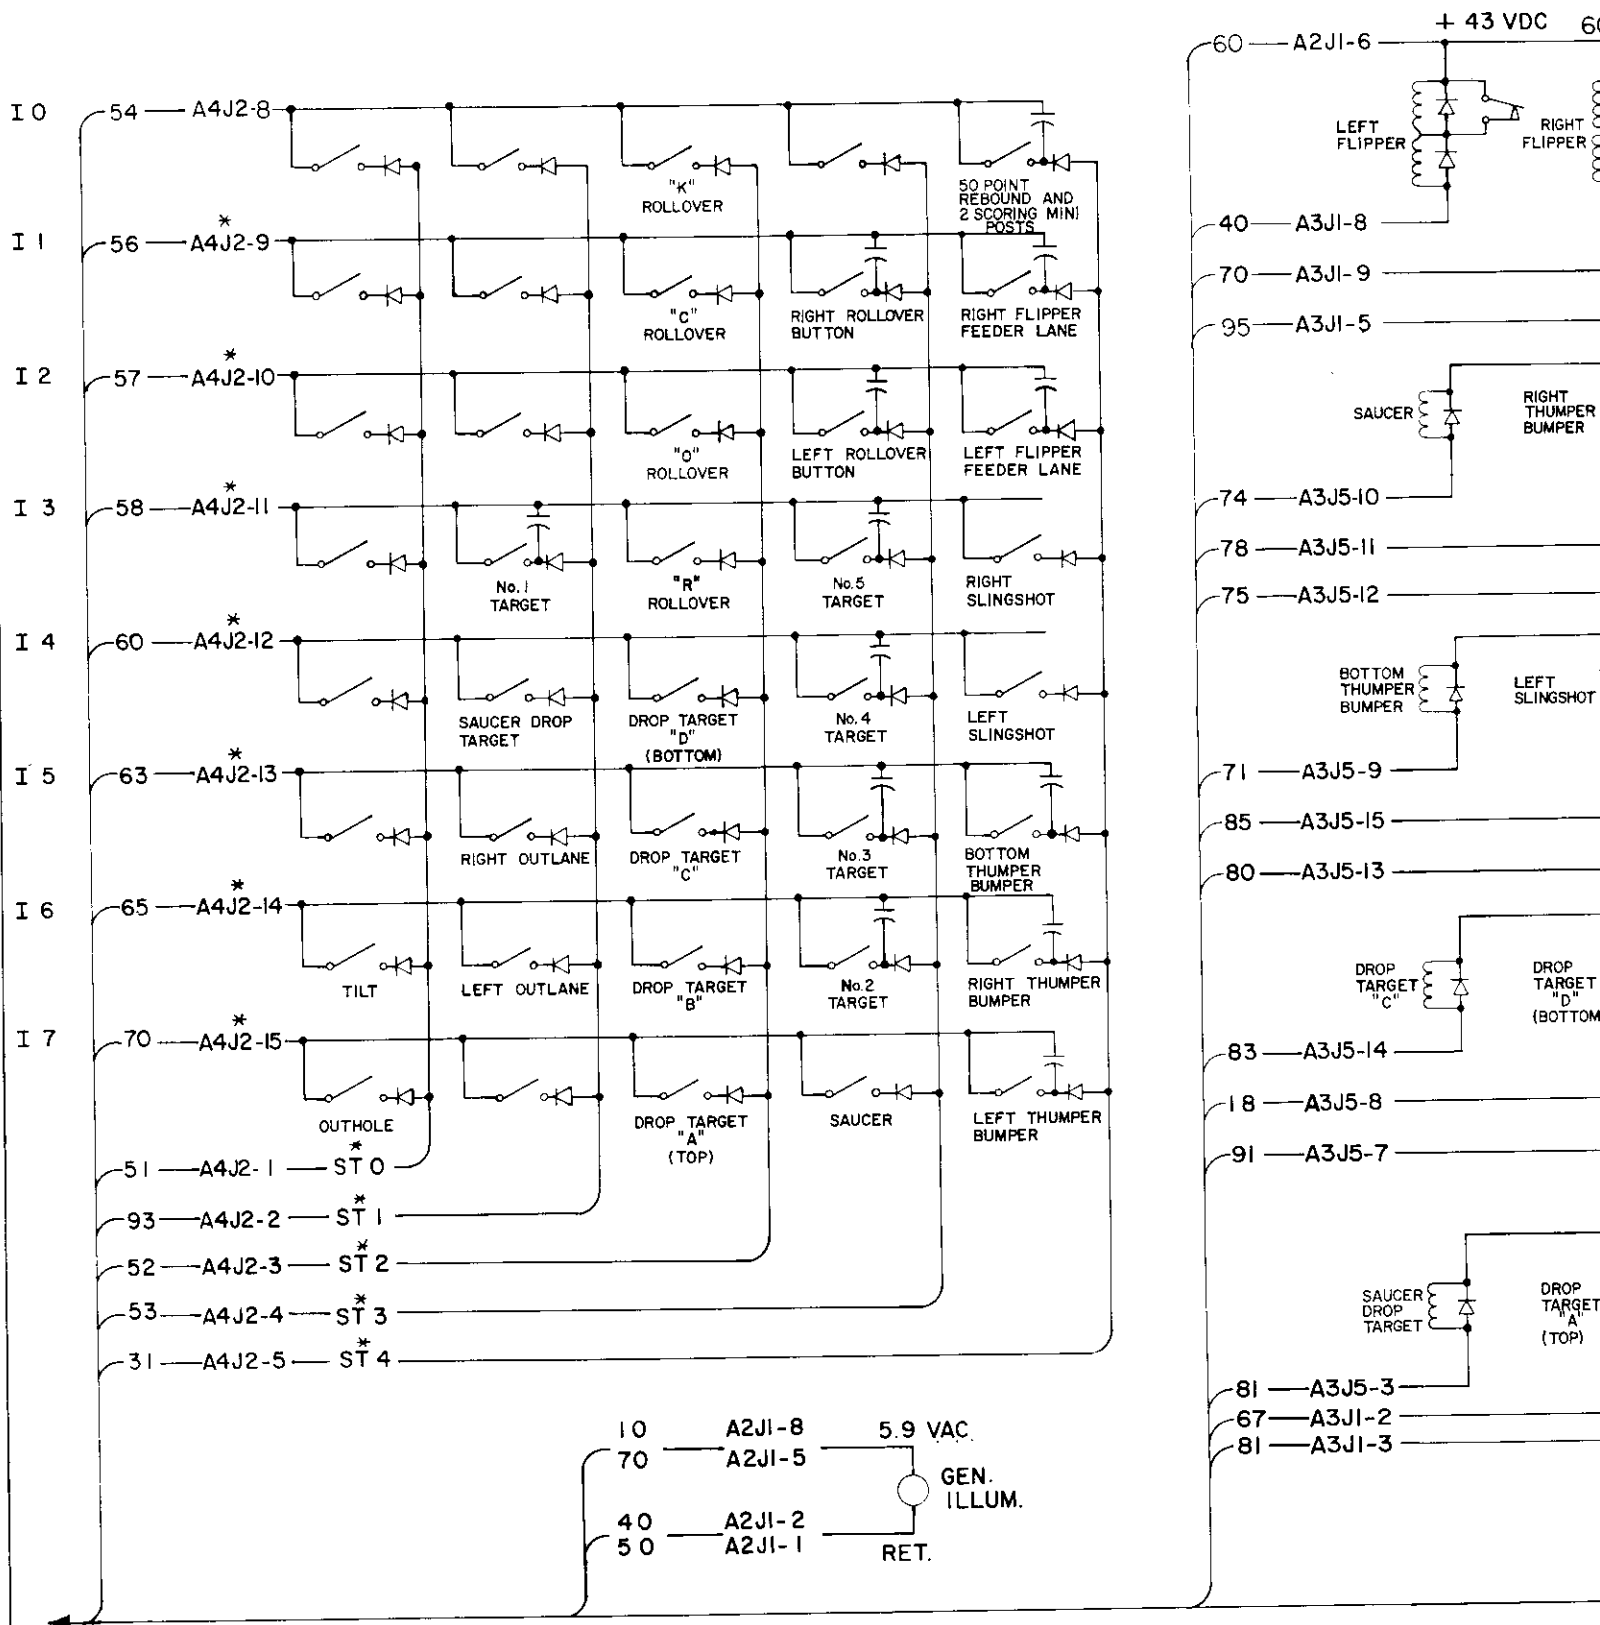 + 43 VDC
60 A2J1-6
LEFT
FLIPPER
RIGHT
FLIPPER
I 0 54 A4J2-8
"K"
ROLLOVER
50 POINT
REBOUND AND
2 SCORING MINI
POSTS
*
I 1 56 A4J2-9
"C"
ROLLOVER
RIGHT ROLLOVER
BUTTON
RIGHT FLIPPER
FEEDER LANE
*
I 2 57 A4J2-10
"O"
ROLLOVER
LEFT ROLLOVER
BUTTON
LEFT FLIPPER
FEEDER LANE
*
I 3 58 A4J2-11
No. 1
TARGET
"R"
ROLLOVER
No. 5
TARGET
RIGHT
SLINGSHOT
*
I 4 60 A4J2-12
SAUCER DROP
TARGET
DROP TARGET
"D"
(BOTTOM)
No. 4
TARGET
LEFT
SLINGSHOT
*
I 5 63 A4J2-13
RIGHT OUTLANE
DROP TARGET
"C"
No. 3
TARGET
BOTTOM
THUMPER
BUMPER
*
I 6 65 A4J2-14
TILT
LEFT OUTLANE
DROP TARGET
"B"
No. 2
TARGET
RIGHT THUMPER
BUMPER
*
I 7 70 A4J2-15
OUTHOLE
DROP TARGET
"A"
(TOP)
SAUCER
LEFT THUMPER
BUMPER
*
51 A4J2-1 ST 0
*
93 A4J2-2 ST 1
*
52 A4J2-3 ST 2
*
53 A4J2-4 ST 3
*
31 A4J2-5 ST 4
40 A3J1-8
70 A3J1-9
95 A3J1-5
SAUCER
RIGHT
THUMPER
BUMPER
74 A3J5-10
78 A3J5-11
75 A3J5-12
BOTTOM
THUMPER
BUMPER
LEFT
SLINGSHOT
71 A3J5-9
85 A3J5-15
80 A3J5-13
DROP
TARGET
"C"
DROP
TARGET
"D"
(BOTTOM
83 A3J5-14
18 A3J5-8
91 A3J5-7
SAUCER
DROP
TARGET
DROP
TARGET
"A"
(TOP)
81 A3J5-3
67 A3J1-2
81 A3J1-3
10 A2J1-8 5.9 VAC
70 A2J1-5
GEN.
ILLUM.
40 A2J1-2
50 A2J1-1
RET.